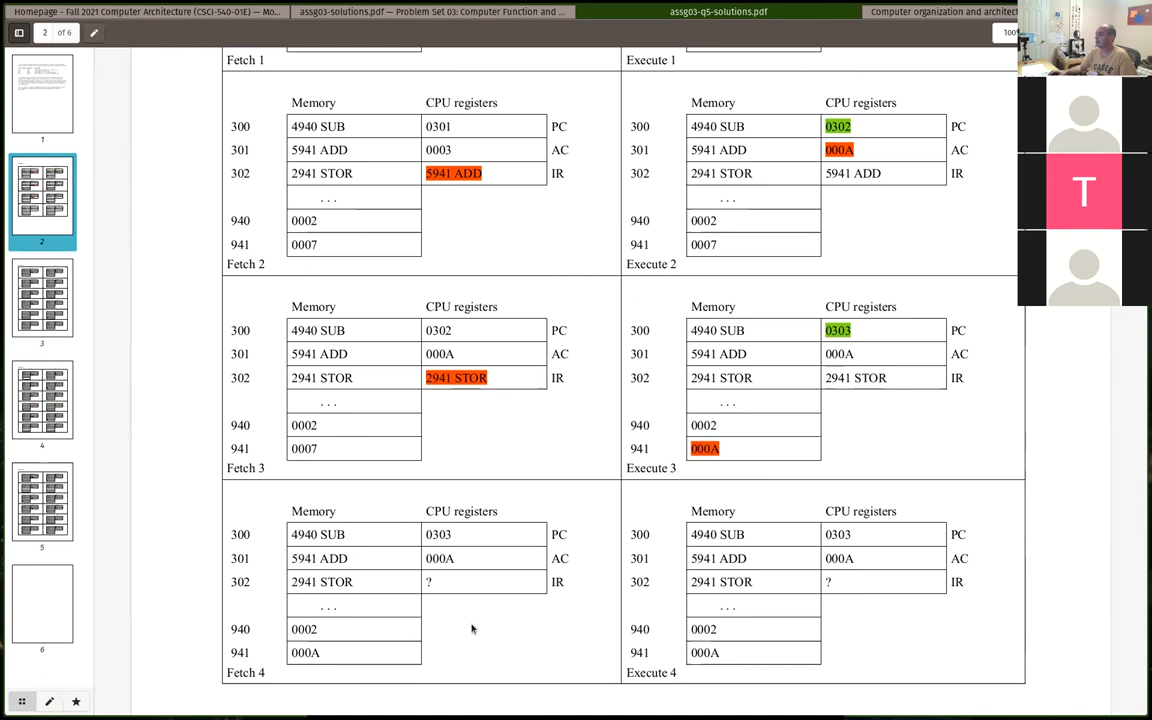 Homepage - Fall 2021 Computer Architecture (CSCI-540-01E) — Mo...
assg03-solutions.pdf — Problem Set 03: Computer Function and ...
assg03-q5-solutions.pdf
Computer organization and architect
2 of 6
100
1
2
3
4
5
6
T
Fetch 1
Execute 1
Memory CPU registers
300 4940 SUB 0301 PC
301 5941 ADD 0003 AC
302 2941 STOR 5941 ADD IR
. . .
940 0002
941 0007
Fetch 2
Memory CPU registers
300 4940 SUB 0302 PC
301 5941 ADD 000A AC
302 2941 STOR 5941 ADD IR
. . .
940 0002
941 0007
Execute 2
Memory CPU registers
300 4940 SUB 0302 PC
301 5941 ADD 000A AC
302 2941 STOR 2941 STOR IR
. . .
940 0002
941 0007
Fetch 3
Memory CPU registers
300 4940 SUB 0303 PC
301 5941 ADD 000A AC
302 2941 STOR 2941 STOR IR
. . .
940 0002
941 000A
Execute 3
Memory CPU registers
300 4940 SUB 0303 PC
301 5941 ADD 000A AC
302 2941 STOR ? IR
. . .
940 0002
941 000A
Fetch 4
Memory CPU registers
300 4940 SUB 0303 PC
301 5941 ADD 000A AC
302 2941 STOR ? IR
. . .
940 0002
941 000A
Execute 4